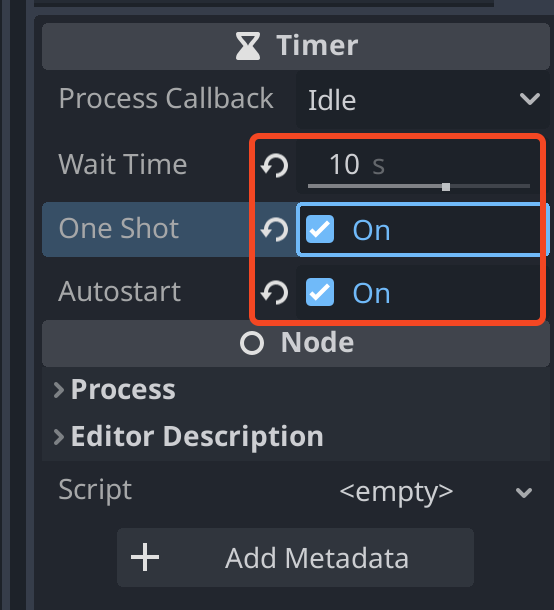 Timer
Process Callback Idle
Wait Time 10 s
One Shot On
Autostart On
Node
Process
Editor Description
Script <empty>
Add Metadata